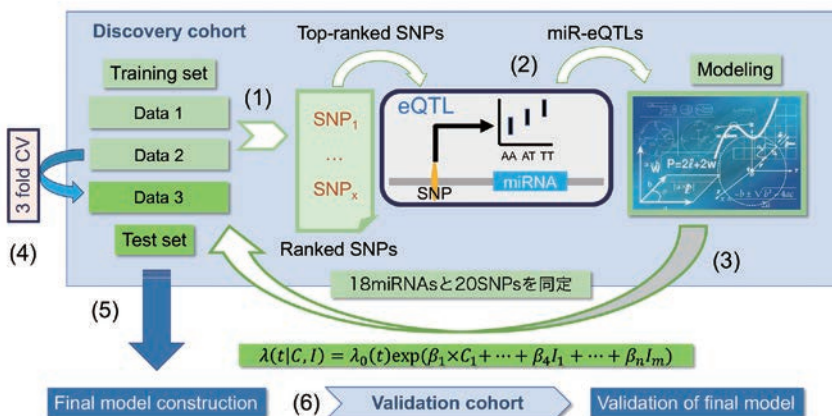 Discovery cohort
Training set
Data 1
Data 2
Data 3
Test set
3 fold CV
(4)
(1)
Top-ranked SNPs
SNP1
...
SNPx
Ranked SNPs
(2)
miR-eQTLs
eQTL
AA AT TT
SNP
miRNA
Modeling
P=2ℓ+2w
(3)
18miRNAsと20SNPsを同定
(5)
λ(t|C, I) = λ0(t)exp(β1×C1+ ⋯ + β4I1 + ⋯ + βnIm)
Final model construction
(6)
Validation cohort
Validation of final model